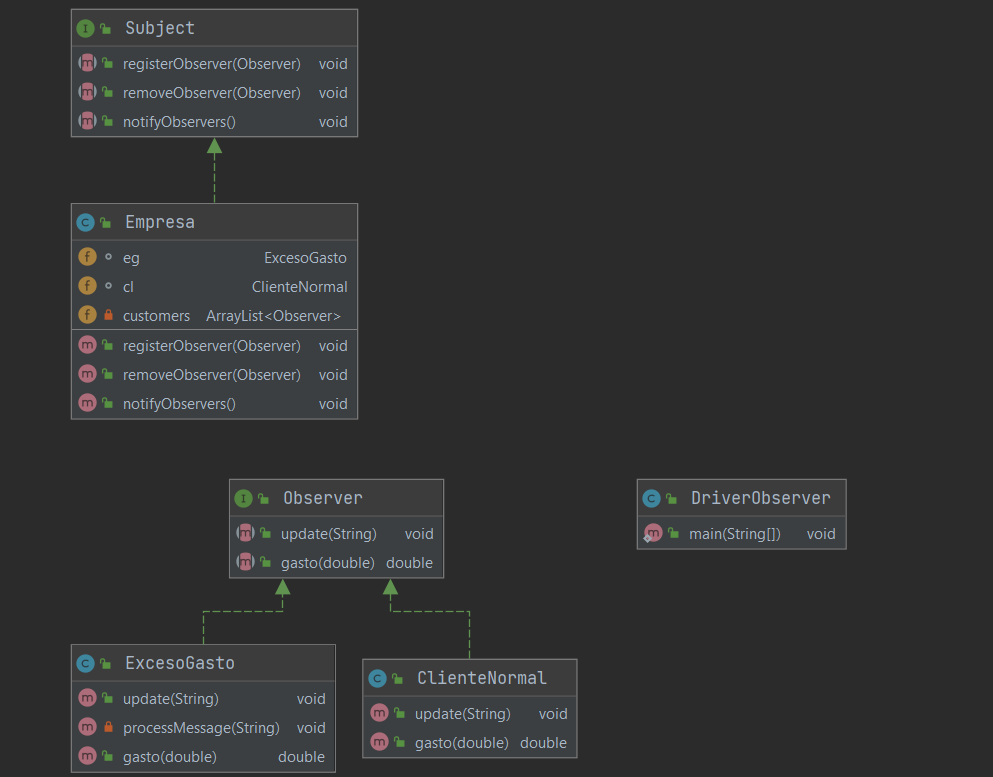 Subject
registerObserver(Observer) void
removeObserver(Observer) void
notifyObservers() void
Empresa
eg ExcesoGasto
cl ClienteNormal
customers ArrayList<Observer>
registerObserver(Observer) void
removeObserver(Observer) void
notifyObservers() void
Observer
update(String) void
gasto(double) double
DriverObserver
main(String[]) void
ExcesoGasto
update(String) void
processMessage(String) void
gasto(double) double
ClienteNormal
update(String) void
gasto(double) double